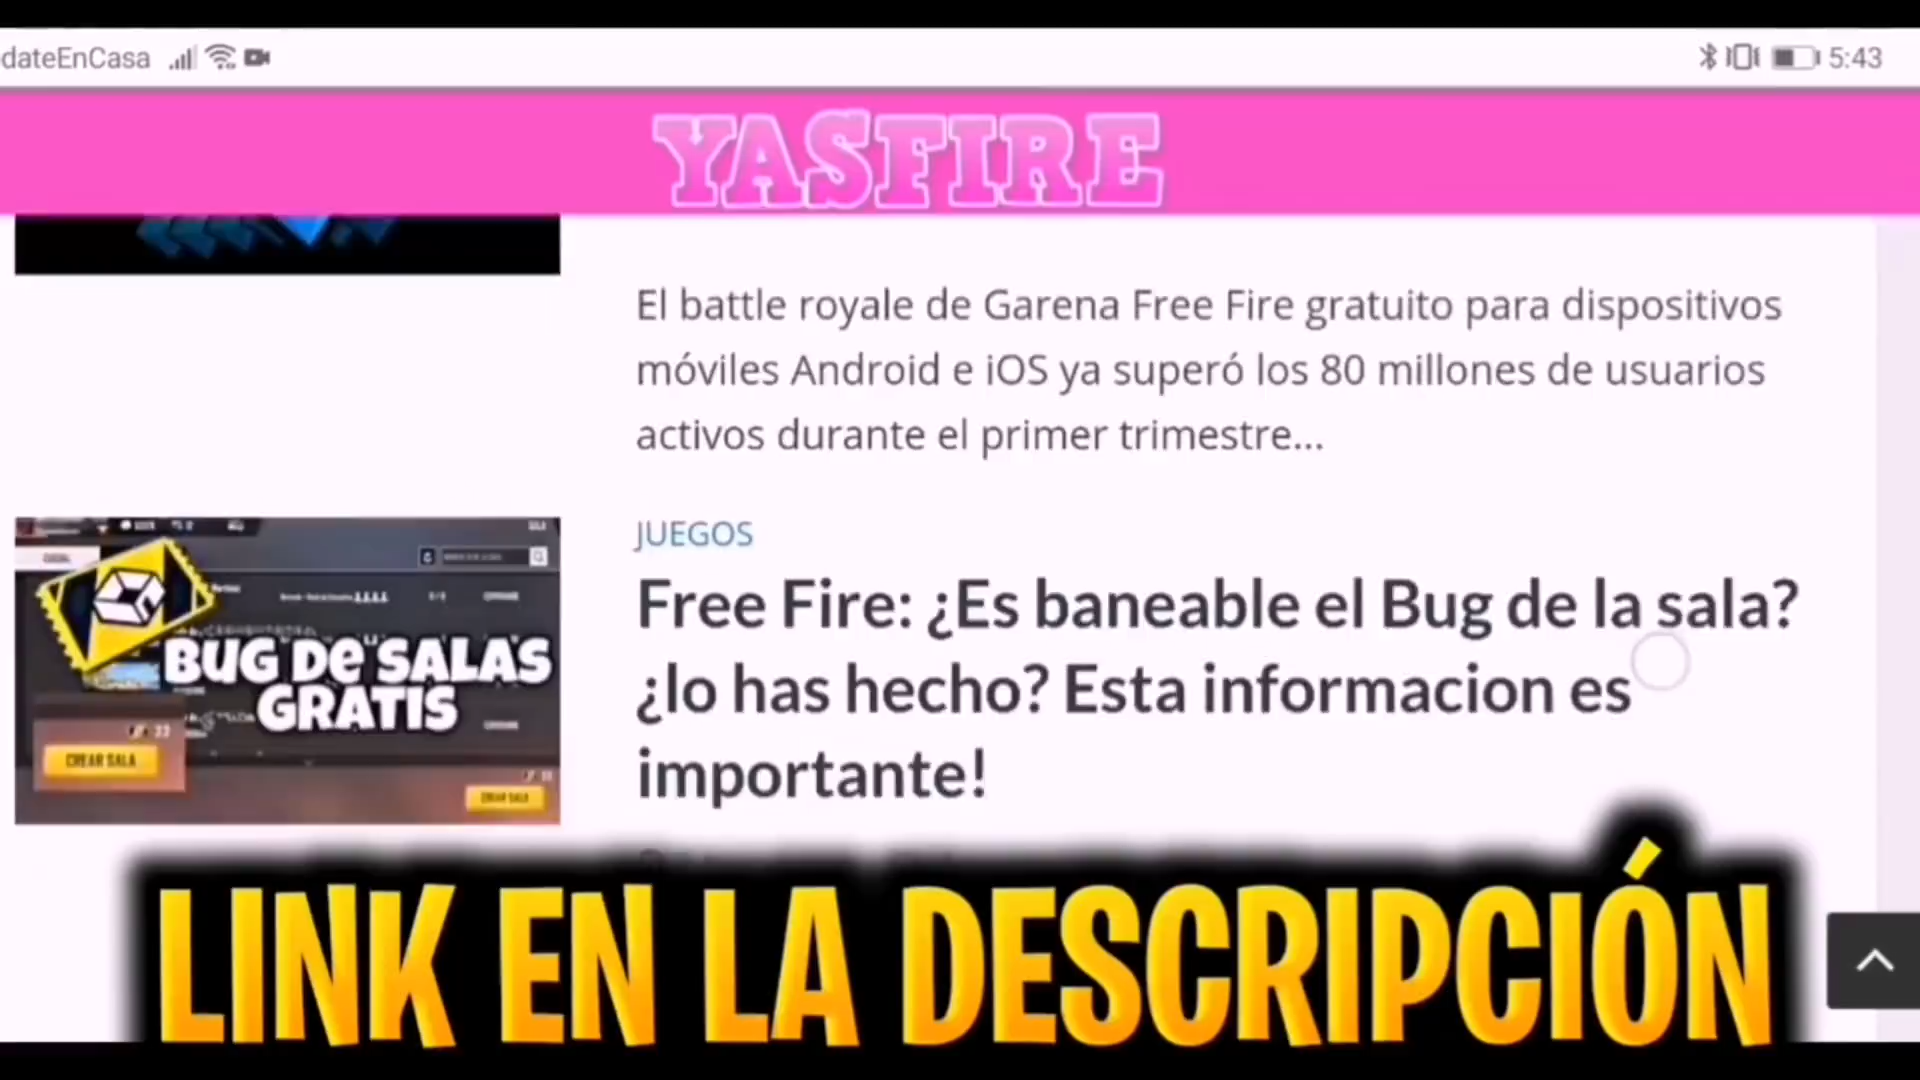 dateEnCasa
5:43
YASFIRE
El battle royale de Garena Free Fire gratuito para dispositivos
móviles Android e iOS ya superó los 80 millones de usuarios
activos durante el primer trimestre...
JUEGOS
Free Fire: ¿Es baneable el Bug de la sala?
¿lo has hecho? Esta informacion es
importante!
BUG De SALAS
GRATIS
CREAR SALA
CREAR SALA
LINK EN LA DESCRIPCIÓN